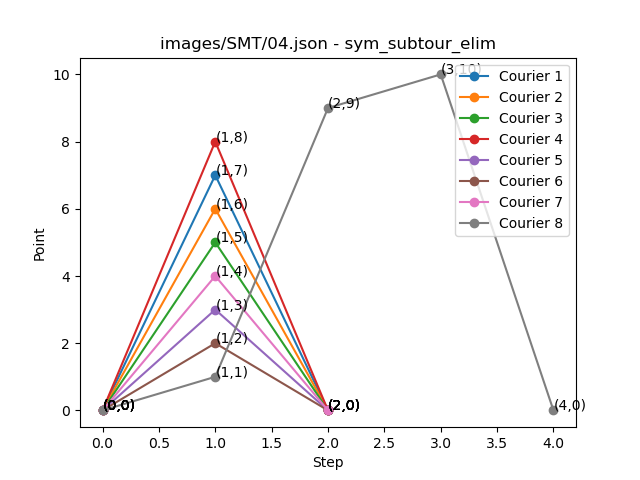 images/SMT/04.json - sym_subtour_elim
Point
10
8
6
4
2
0
(3,10)
(2,9)
(1,8)
(1,7)
(1,6)
(1,5)
(1,4)
(1,3)
(1,2)
(1,1)
(0,0)
(2,0)
(4,0)
Courier 1
Courier 2
Courier 3
Courier 4
Courier 5
Courier 6
Courier 7
Courier 8
0.0 0.5 1.0 1.5 2.0 2.5 3.0 3.5 4.0
Step